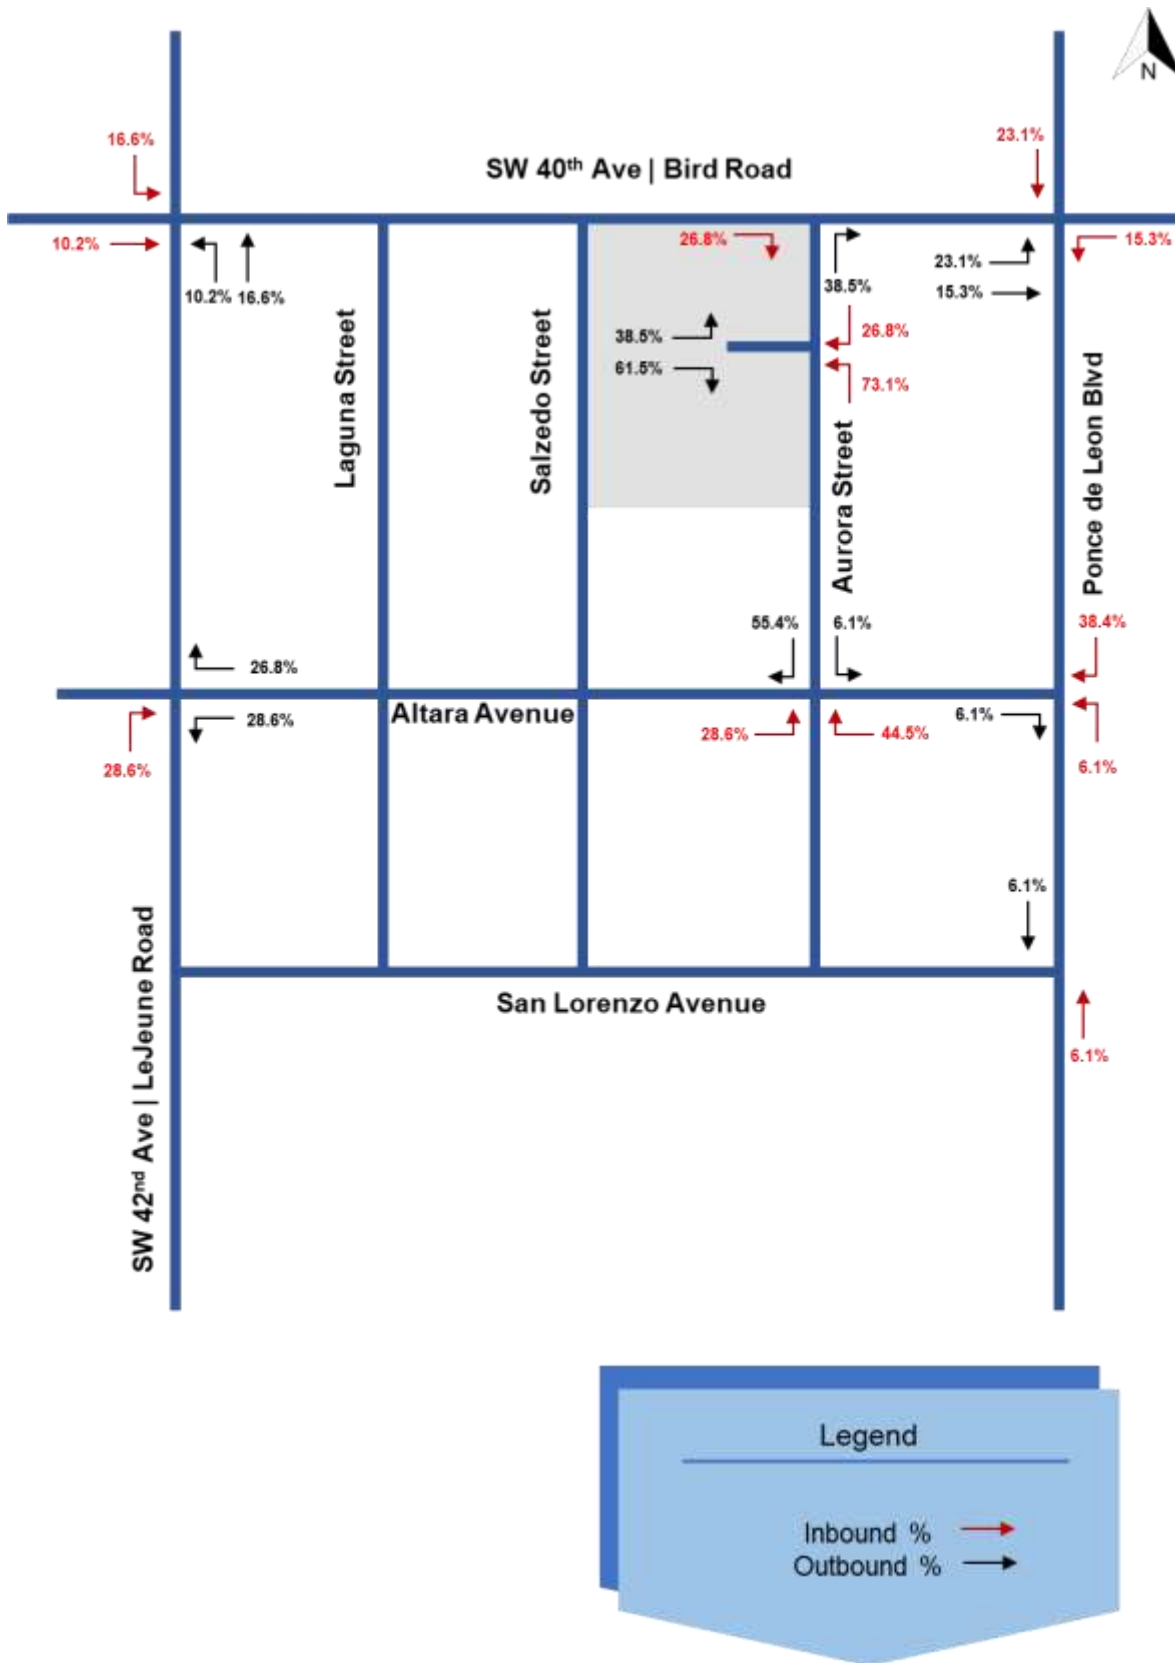 N
16.6%
23.1%
SW 40th Ave | Bird Road
10.2%
26.8%
15.3%
23.1%
10.2% 16.6%
38.5%
15.3%
38.5%
26.8%
61.5%
73.1%
Laguna Street
Salzedo Street
Aurora Street
Ponce de Leon Blvd
55.4%
6.1%
38.4%
26.8%
Altara Avenue
28.6%
6.1%
28.6%
44.5%
28.6%
6.1%
6.1%
San Lorenzo Avenue
6.1%
SW 42nd Ave | LeJeune Road
Legend
Inbound %
Outbound %